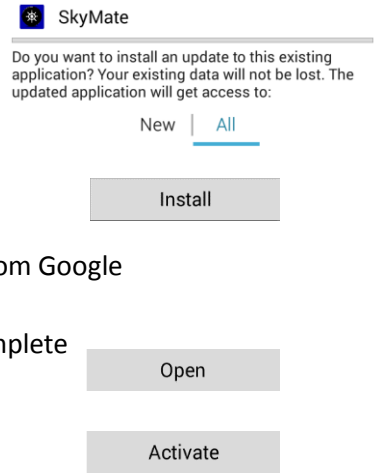 SkyMate
Do you want to install an update to this existing
application? Your existing data will not be lost. The
updated application will get access to:
New | All
Install
om Google
nplete
Open
Activate